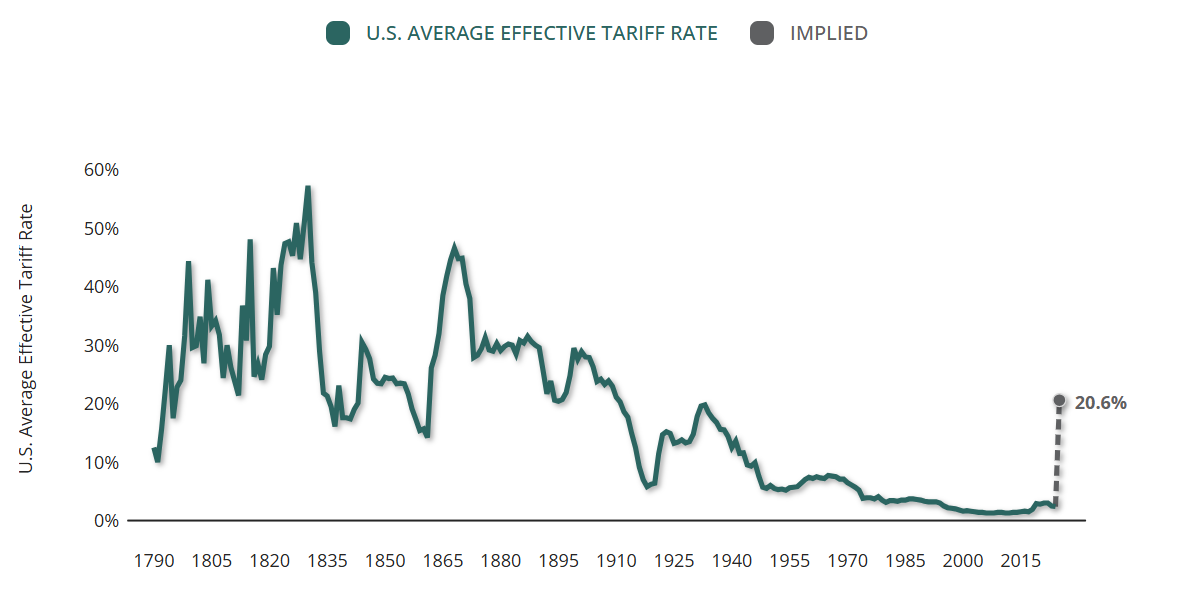 U.S. AVERAGE EFFECTIVE TARIFF RATE IMPLIED
U.S. Average Effective Tariff Rate
60%
50%
40%
30%
20%
10%
0%
20.6%
1790 1805 1820 1835 1850 1865 1880 1895 1910 1925 1940 1955 1970 1985 2000 2015